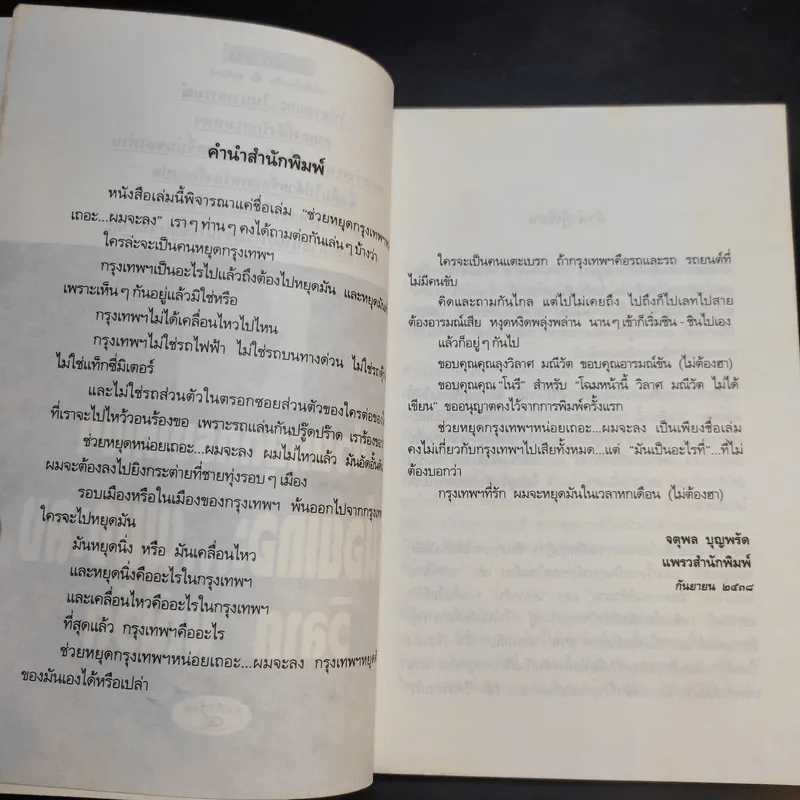 คำนำสำนักพิมพ์
หนังสือเล่มนี้พิจารณาแค่ชื่อเล่ม "ช่วยหยุดกรุงเทพฯ
เถอะ...ผมจะลง" เรา ๆ ท่าน ๆ คงได้ถามต่อกันเล่น ๆ บ้างว่า
ใครล่ะจะเป็นคนหยุดกรุงเทพฯ
กรุงเทพฯเป็นอะไรไปแล้วถึงต้องไปหยุดมัน และหยุดมัน
เพราะเห็น ๆ กันอยู่แล้วมิใช่หรือ
กรุงเทพฯไม่ได้เคลื่อนไหวไปไหน
กรุงเทพฯไม่ใช่รถไฟฟ้า ไม่ใช่รถบนทางด่วน ไม่ใช่
ไม่ใช่แท็กซี่มิเตอร์
และไม่ใช่รถส่วนตัวในตรอกซอยส่วนตัวของใครต่อ
ที่เราจะไปไหว้วอนร้องขอ เพราะรถแล่นกันปรู๊ดปร๊าด เราร้อง
ช่วยหยุดหน่อยเถอะ...ผมจะลง ผมไม่ไหวแล้ว มันอัดอั้น
ผมจะต้องลงไปยิงกระต่ายที่ชายทุ่งรอบ ๆ เมือง
รอบเมืองหรือในเมืองของกรุงเทพฯ พ้นออกไปจาก
ใครจะไปหยุดมัน
มันหยุดนิ่ง หรือ มันเคลื่อนไหว
และหยุดนิ่งคืออะไรในกรุงเทพฯ
และเคลื่อนไหวคืออะไรในกรุงเทพฯ
ที่สุดแล้ว กรุงเทพฯคืออะไร
ช่วยหยุดกรุงเทพฯหน่อยเถอะ...ผมจะลง กรุงเทพฯหยุด
ของมันเองได้หรือเปล่า
ใครจะเป็นคนแตะเบรก ถ้ากรุงเทพฯคือรถและรถ รถยนต์ที่
ไม่มีคนขับ
คิดและถามกันไกล แต่ไปไม่เคยถึง ไปถึงก็ไปเลทไปสาย
ต้องอารมณ์เสีย หงุดหงิดพลุ่งพล่าน นาน ๆ เข้าก็เริ่มชิน - ชินไปเอง
แล้วก็อยู่ ๆ กันไป
ขอบคุณคุณลุงวิลาศ มณีวัต ขอบคุณอารมณ์ขัน (ไม่ต้องฮา)
ขอบคุณคุณ "โนรี" สำหรับ "โฉมหน้านี้ วิลาศ มณีวัต ไม่ได้
เขียน" ขออนุญาตคงไว้จากการพิมพ์ครั้งแรก
ช่วยหยุดกรุงเทพฯหน่อยเถอะ...ผมจะลง เป็นเพียงชื่อเล่ม
คงไม่เกี่ยวกับกรุงเทพฯไปเสียทั้งหมด...แต่ "มันเป็นอะไรที่"...ที่ไม่
ต้องบอกว่า
กรุงเทพฯที่รัก ผมจะหยุดมันในเวลาหกเดือน (ไม่ต้องฮา)
จตุพล บุญพรัด
แพรวสำนักพิมพ์
กันยายน ๒๕๓๘